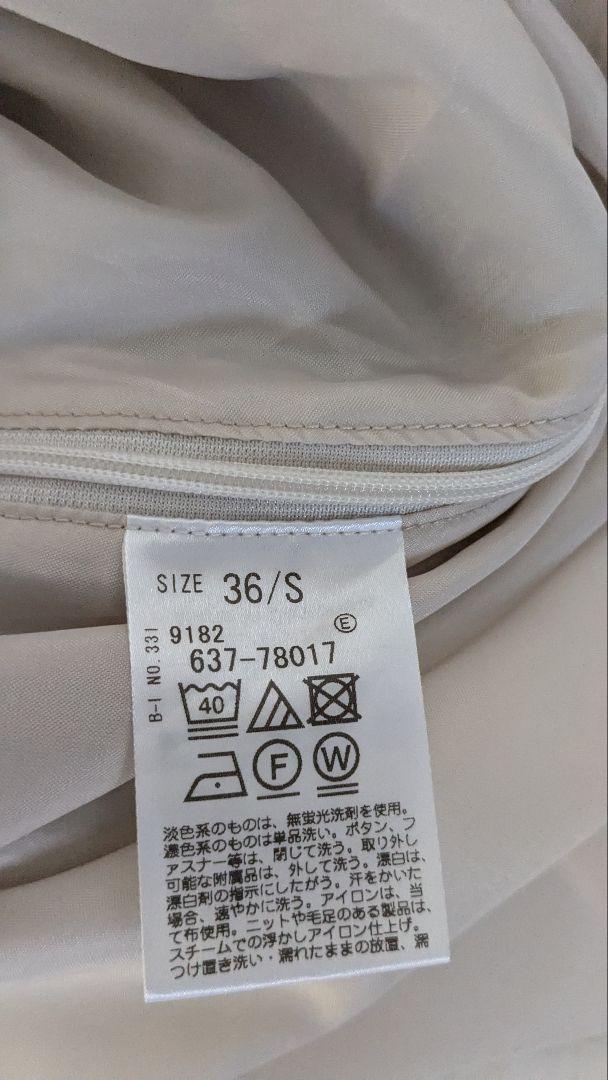 SIZE 36/S
B-I NO.331
9182 Ⓔ
637-78017
40
F W
淡色系のものは、無蛍光洗剤を使用。
濃色系のものは単品洗い。ボタン、フ
ァスナー等は、閉じて洗う。取り外し
可能な附属品は、外して洗う。漂白は、
漂白剤の指示にしたがう。汗をかいた
場合、速やかに洗う。アイロンは、当
て布使用。ニットや毛足のある製品は、
スチームでの浮かしアイロン仕上げ。
つけ置き洗い・濡れたままの放置、濡